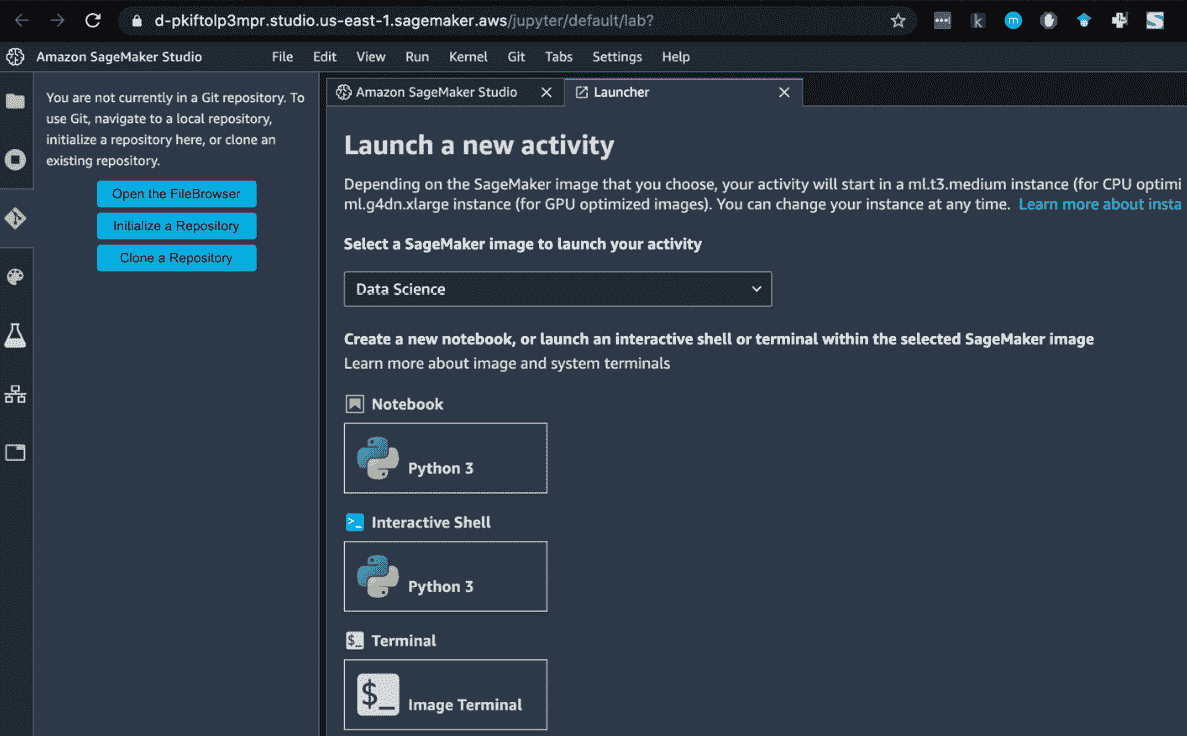 d-pkiftolp3mpr.studio.us-east-1.sagemaker.aws/jupyter/default/lab?
Amazon SageMaker Studio
File Edit View Run Kernel Git Tabs Settings Help
You are not currently in a Git repository. To
use Git, navigate to a local repository,
initialize a repository here, or clone an
existing repository.
Open the FileBrowser
Initialize a Repository
Clone a Repository
Amazon SageMaker Studio
Launcher
Launch a new activity
Depending on the SageMaker image that you choose, your activity will start in a ml.t3.medium instance (for CPU optimi
ml.g4dn.xlarge instance (for GPU optimized images). You can change your instance at any time. Learn more about insta
Select a SageMaker image to launch your activity
Data Science
Create a new notebook, or launch an interactive shell or terminal within the selected SageMaker image
Learn more about image and system terminals
Notebook
Python 3
>_ Interactive Shell
Python 3
$_ Terminal
$_ Image Terminal